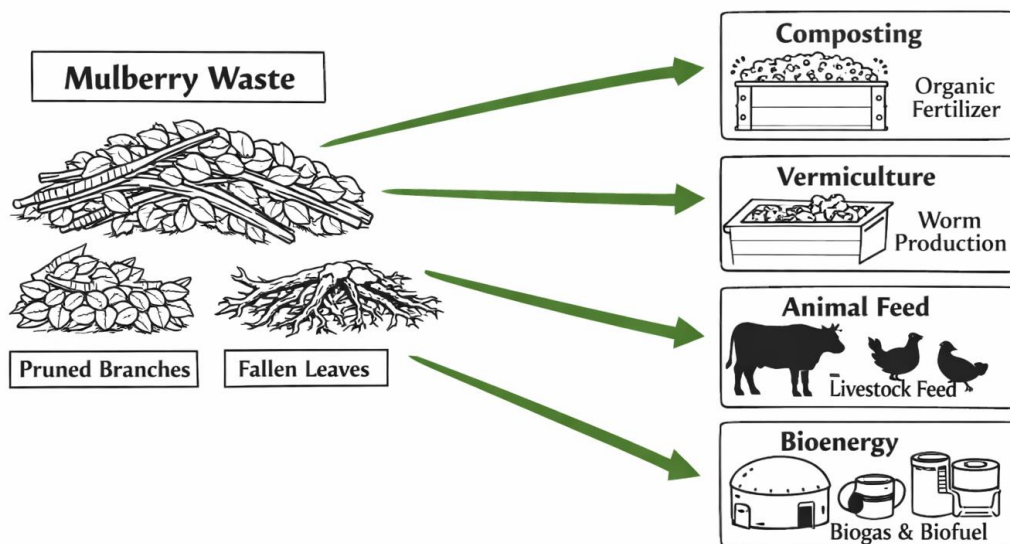 Mulberry Waste
Pruned Branches
Fallen Leaves
Composting
Organic
Fertilizer
Vermiculture
Worm
Production
Animal Feed
Livestock Feed
Bioenergy
Biogas & Biofuel